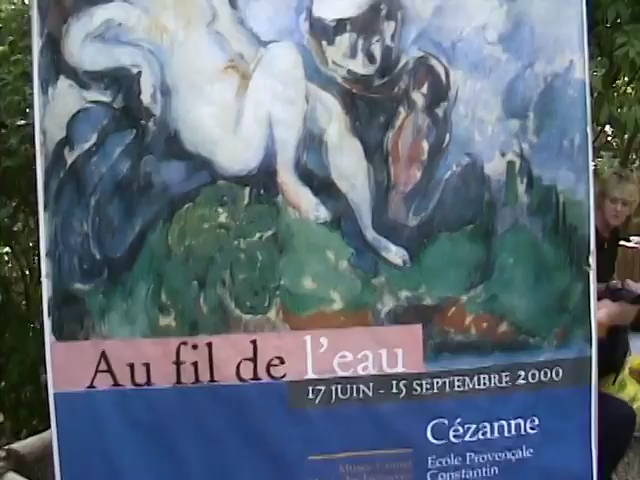 Au fil de l'eau
17 JUIN - 15 SEPTEMBRE 2000
Cézanne
Ecole Provençale
Constantin